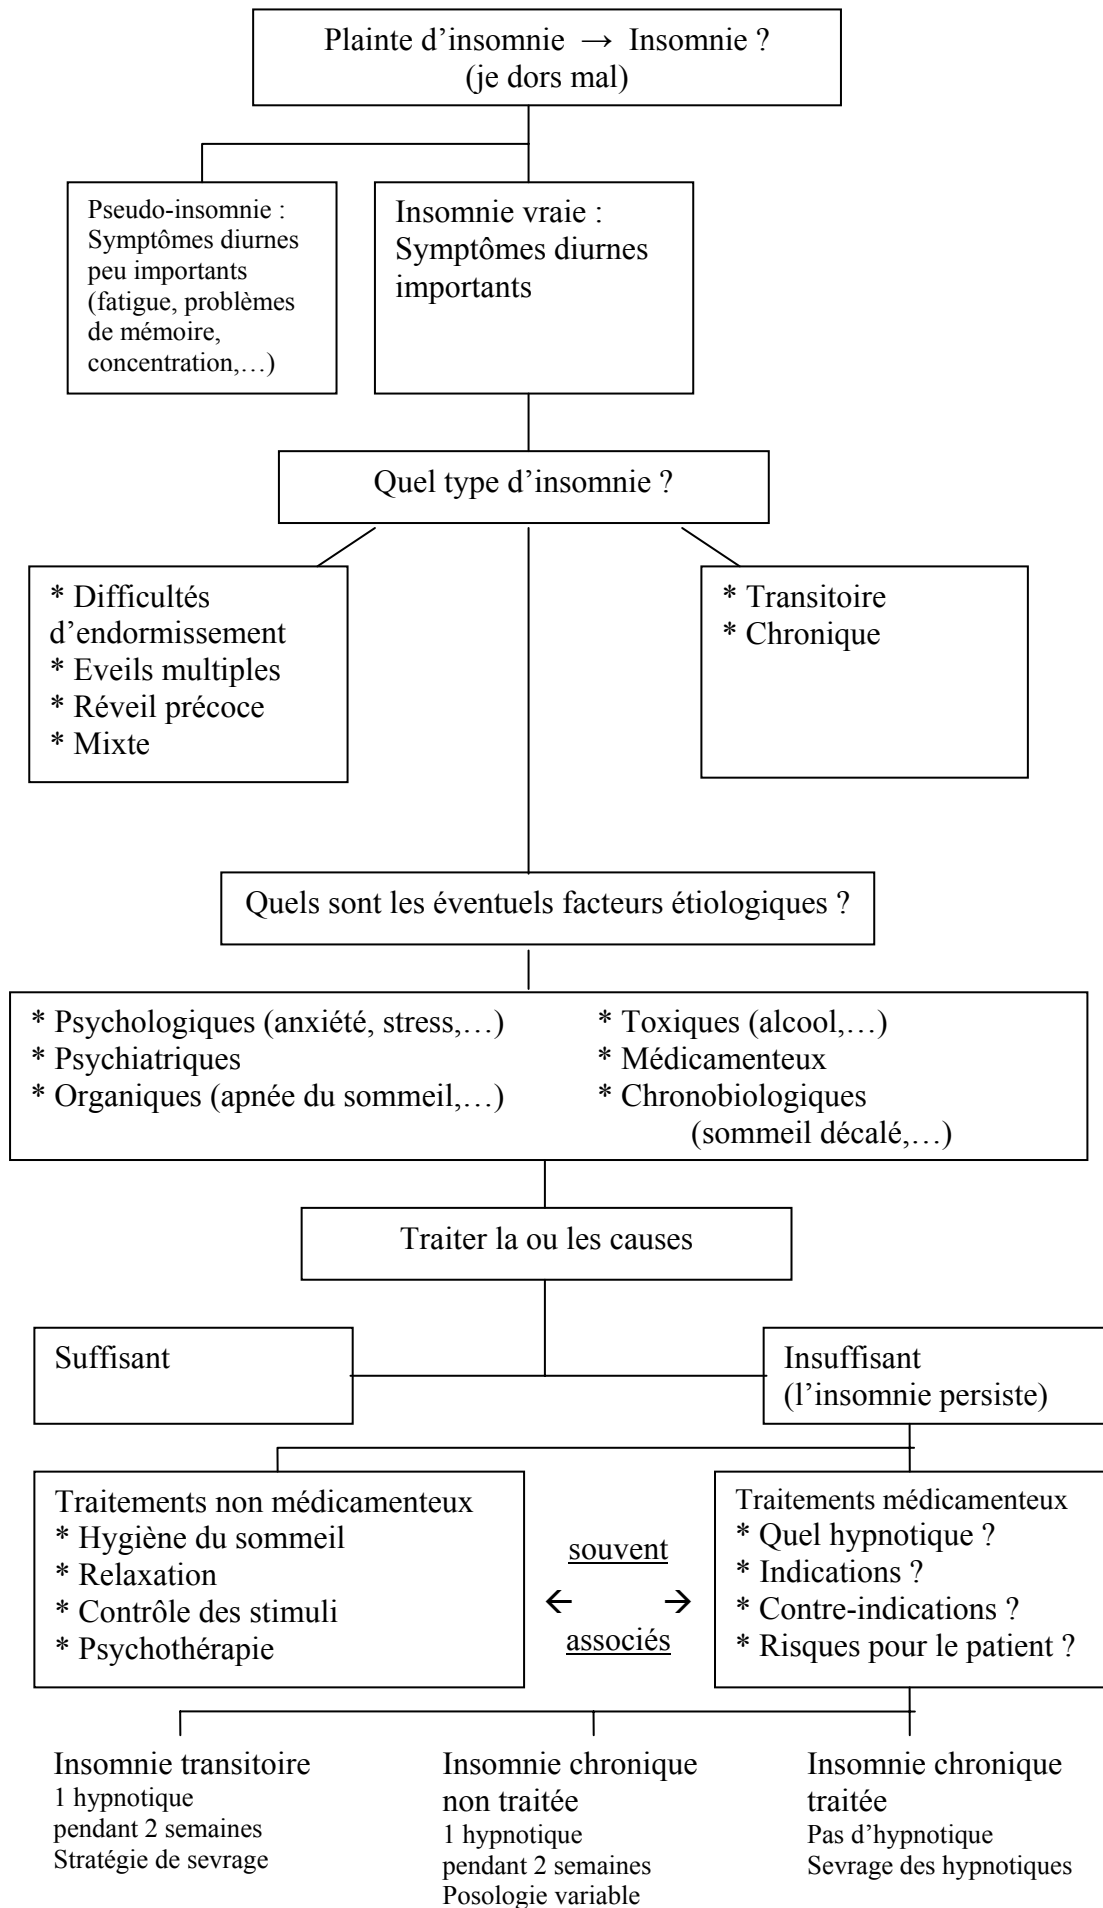 Plainte d’insomnie → Insomnie ?
(je dors mal)
Pseudo-insomnie :
Symptômes diurnes
peu importants
(fatigue, problèmes
de mémoire,
concentration,…)
Insomnie vraie :
Symptômes diurnes
importants
Quel type d’insomnie ?
* Difficultés
d’endormissement
* Eveils multiples
* Réveil précoce
* Mixte
* Transitoire
* Chronique
Quels sont les éventuels facteurs étiologiques ?
* Psychologiques (anxiété, stress,…)
* Psychiatriques
* Organiques (apnée du sommeil,…)
* Toxiques (alcool,…)
* Médicamenteux
* Chronobiologiques
(sommeil décalé,…)
Traiter la ou les causes
Suffisant
Insuffisant
(l’insomnie persiste)
Traitements non médicamenteux
* Hygiène du sommeil
* Relaxation
* Contrôle des stimuli
* Psychothérapie
souvent
← →
associés
Traitements médicamenteux
* Quel hypnotique ?
* Indications ?
* Contre-indications ?
* Risques pour le patient ?
Insomnie transitoire
1 hypnotique
pendant 2 semaines
Stratégie de sevrage
Insomnie chronique
non traitée
1 hypnotique
pendant 2 semaines
Posologie variable
Insomnie chronique
traitée
Pas d’hypnotique
Sevrage des hypnotiques